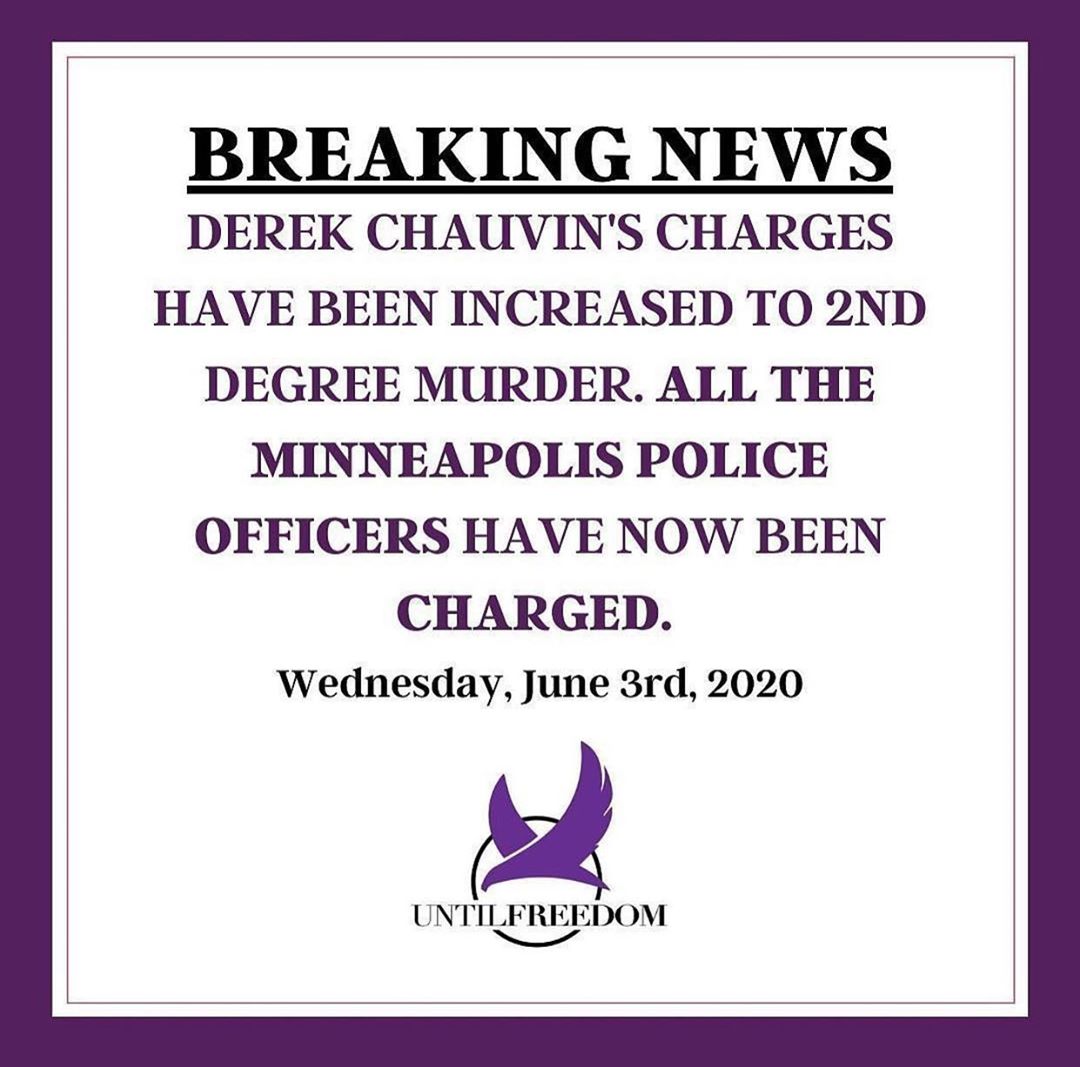 BREAKING NEWS
DEREK CHAUVIN'S CHARGES
HAVE BEEN INCREASED TO 2ND
DEGREE MURDER. ALL THE
MINNEAPOLIS POLICE
OFFICERS HAVE NOW BEEN
CHARGED.
Wednesday, June 3rd, 2020
UNTILFREEDOM